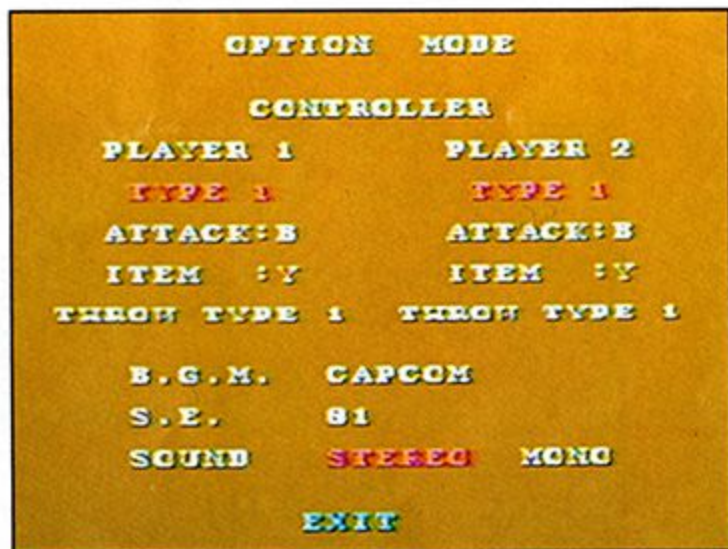 OPTION MODE
CONTROLLER
PLAYER 1 PLAYER 2
TYPE 1 TYPE 1
ATTACK:B ATTACK:B
ITEM :Y ITEM :Y
THROW TYPE 1 THROW TYPE 1
B.G.M. CAPCOM
S.E. 01
SOUND STEREO MONO
EXIT